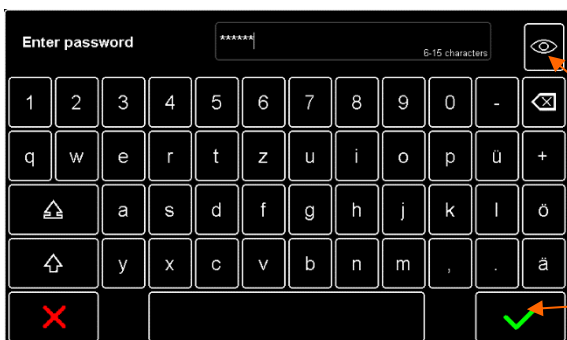 Enter password
******
6-15 characters
1 2 3 4 5 6 7 8 9 0 -
q w e r t z u i o p ü +
a s d f g h j k l ö
y x c v b n m , . ä